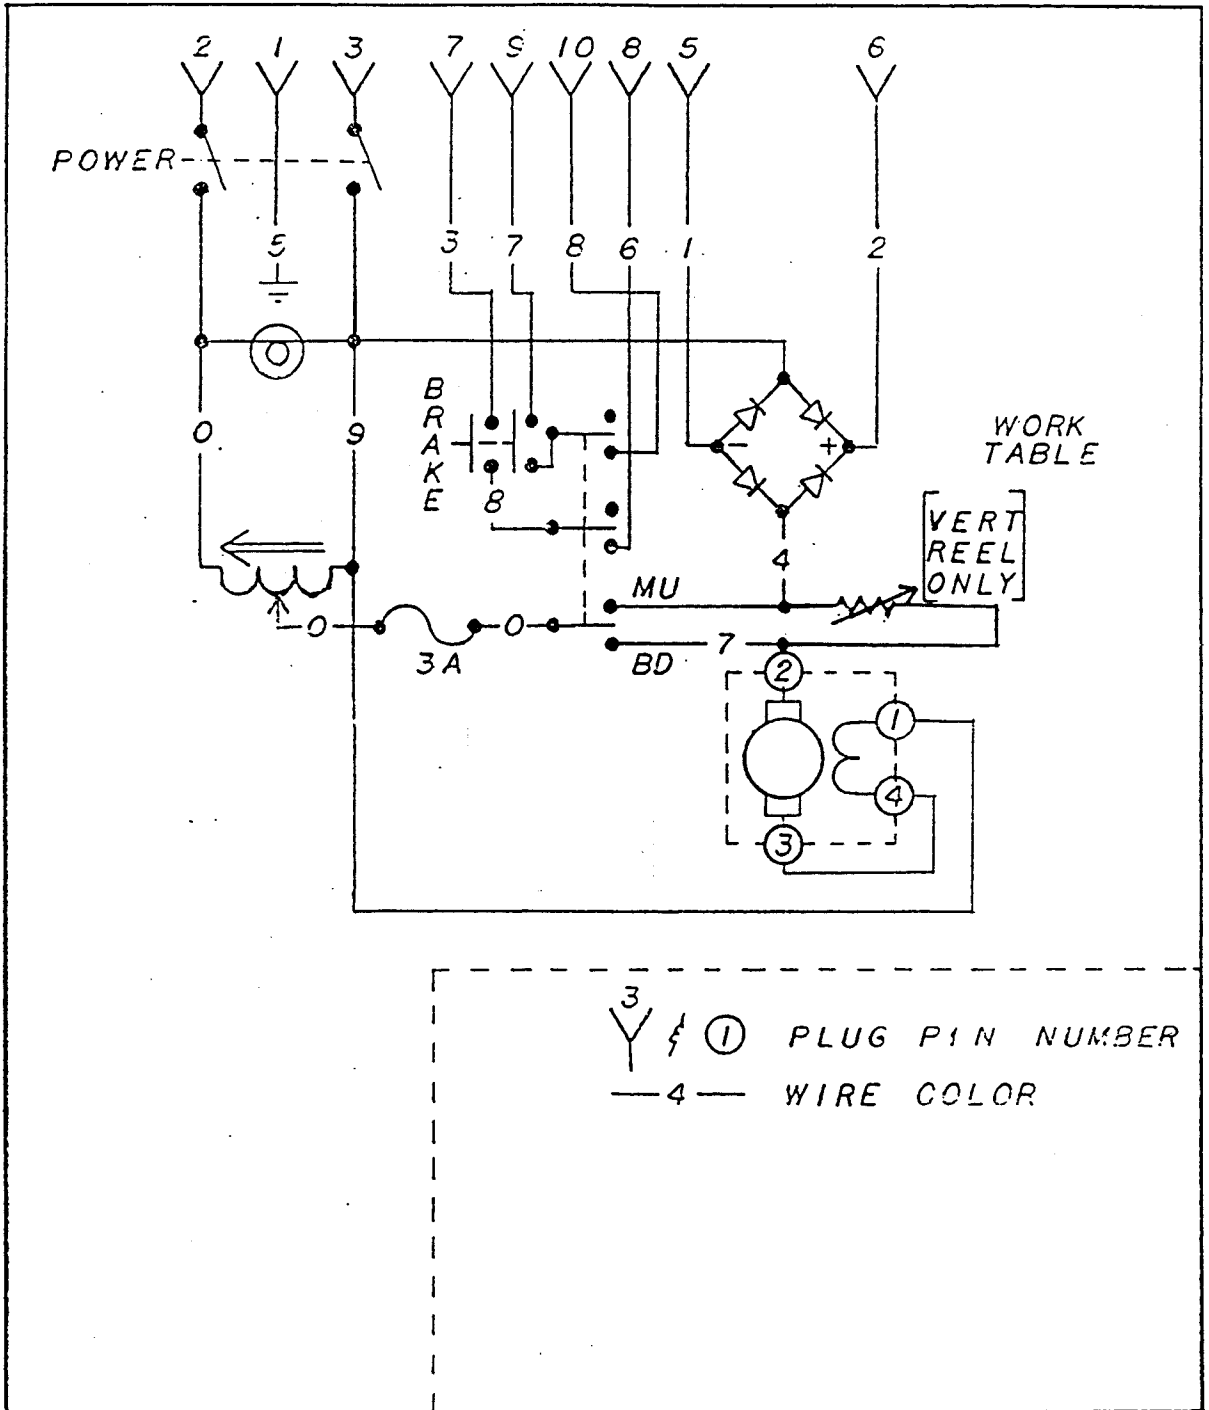 2 1 3 7 9 10 8 5 6
POWER
5 3 7 8 6 1 2
BRAKE
0 9 8
- +
WORK
TABLE
VERT
REEL
ONLY
4
MU
0 0
3A
BD 7
2
1
4
3
3
1 PLUG PIN NUMBER
4 WIRE COLOR